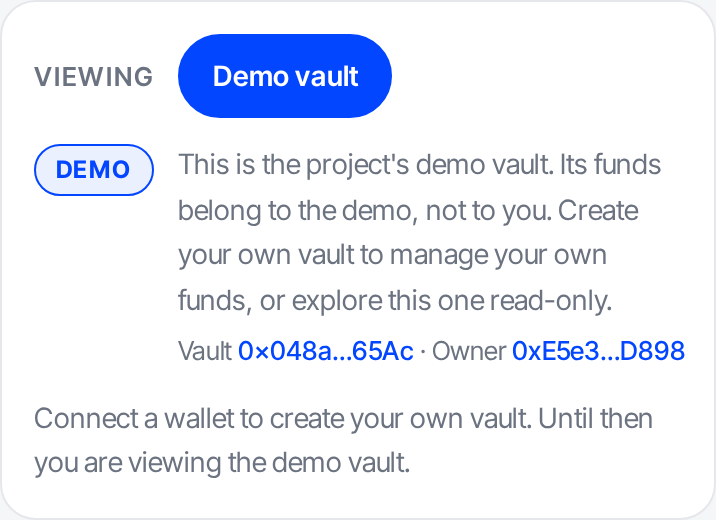 VIEWING Demo vault
DEMO This is the project's demo vault. Its funds
belong to the demo, not to you. Create
your own vault to manage your own
funds, or explore this one read-only.
Vault 0×048a...65Ac · Owner 0xE5e3...D898
Connect a wallet to create your own vault. Until then
you are viewing the demo vault.